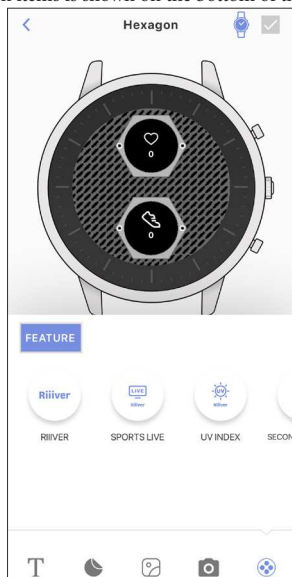 Hexagon
0
0
FEATURE
Riiiver
LIVE
Riiiver
UV
Riiiver
RIIIVER
SPORTS LIVE
UV INDEX
SECON
T